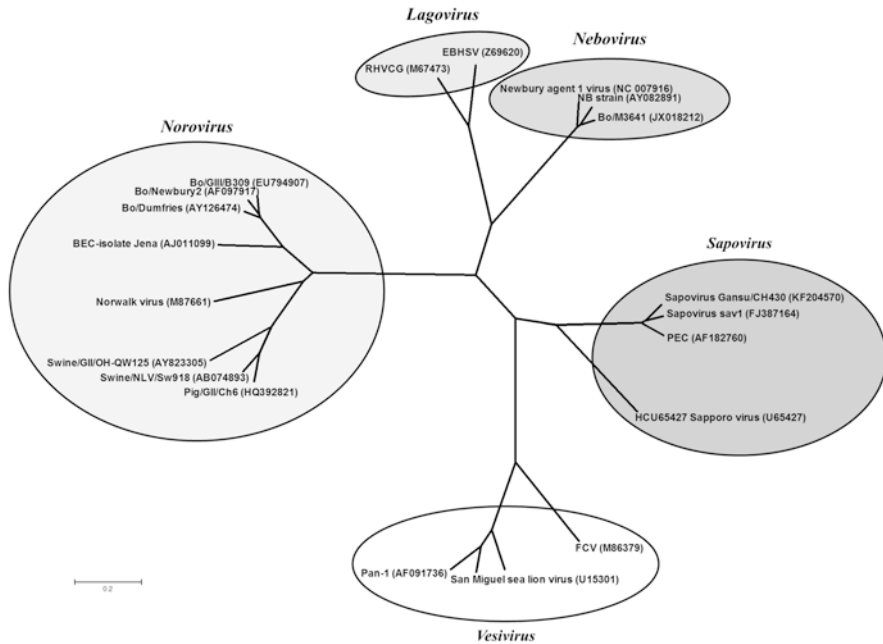 Lagovirus
EBHSV (Z69620)
RHVCG (M67473)
Nebovirus
Newbury agent 1 virus (NC 007916)
NB strain (AY082891)
Bo/M3641 (JX018212)
Norovirus
Bo/GIII/B309 (EU794907)
Bo/Newbury2 (AF097917)
Bo/Dumfries (AY126474)
BEC-isolate Jena (AJ011099)
Norwalk virus (M87661)
Swine/GII/OH-QW125 (AY823305)
Swine/NLV/Sw918 (AB074893)
Pig/GII/Ch6 (HQ392821)
Sapovirus
Sapovirus Gansu/CH430 (KF204570)
Sapovirus sav1 (FJ387164)
PEC (AF182760)
HCU65427 Sapporo virus (U65427)
FCV (M86379)
Pan-1 (AF091736)
San Miguel sea lion virus (U15301)
Vesivirus
0.2